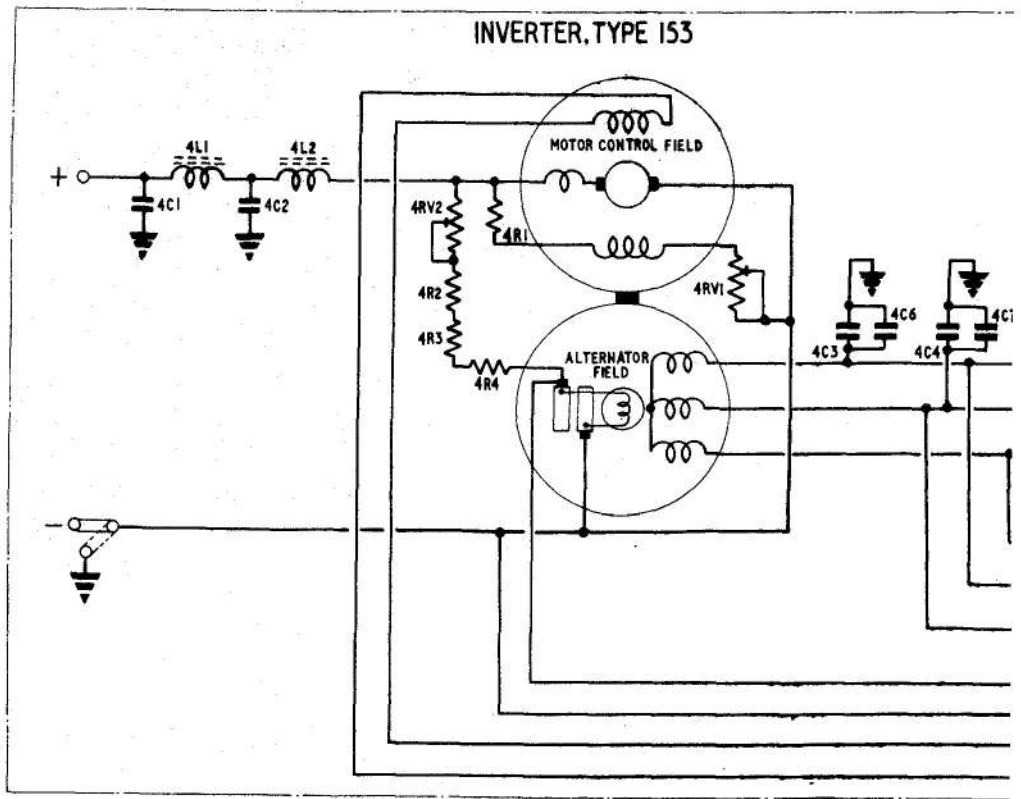 INVERTER, TYPE 153
MOTOR CONTROL FIELD
4L1
4L2
+
4C1
4C2
4RV2
4R1
4R2
4RV1
4R3
4R4
ALTERNATOR
FIELD
4C6
4C7
4C3
4C4
-